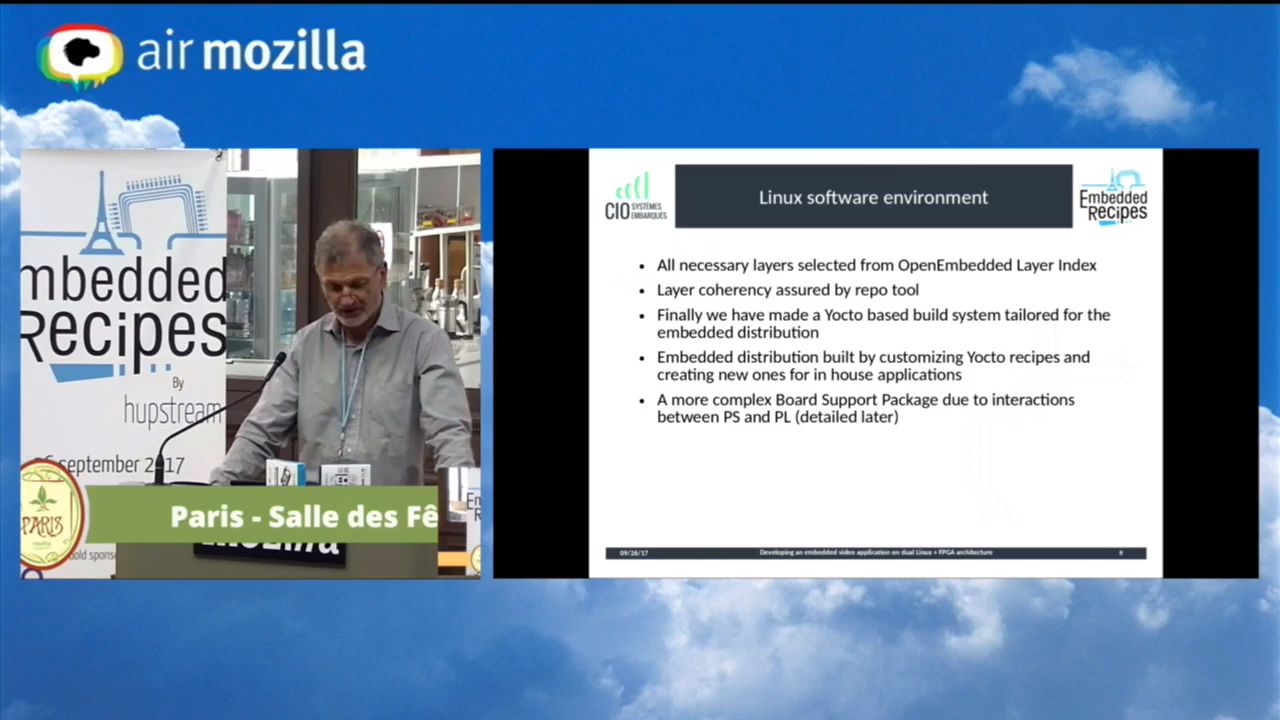 air mozilla
mbedded
Recipes
By
hupstream
september 2017
PARIS
Paris - Salle des Fê
mozilla
Linux software environment
CIO SYSTÈMES
EMBARQUÉS
Embedded
Recipes
• All necessary layers selected from OpenEmbedded Layer Index
• Layer coherency assured by repo tool
• Finally we have made a Yocto based build system tailored for the
embedded distribution
• Embedded distribution built by customizing Yocto recipes and
creating new ones for in house applications
• A more complex Board Support Package due to interactions
between PS and PL (detailed later)
09/26/17
Developing an embedded video application on dual Linux + FPGA architecture
9